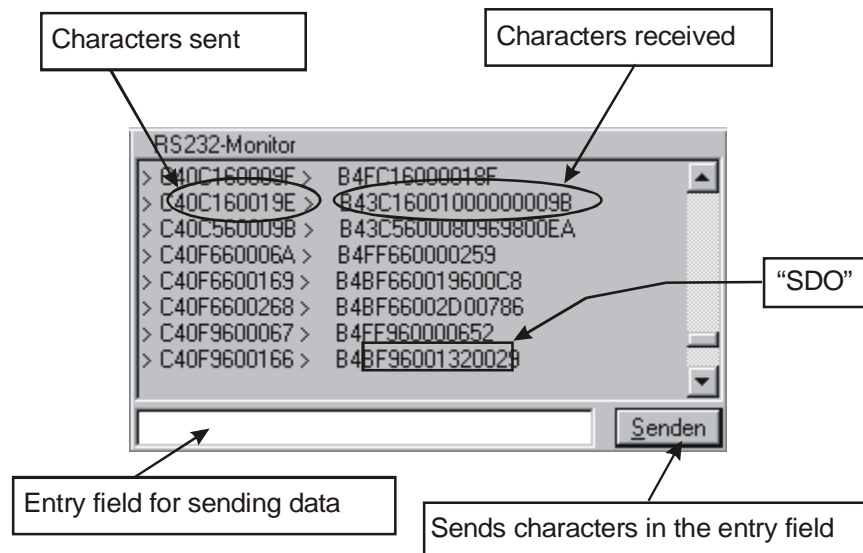 Characters sent
Characters received
RS232-Monitor
> C40C160009F > B4FC16000018F
> C40C160019E > B43C16001000000009B
> C40C560009B > B43C5600080969800EA
> C40F660006A > B4FF660000259
> C40F6600169 > B4BF660019600C8
> C40F6600268 > B4BF66002D00786
> C40F9600067 > B4FF960000652
> C40F9600166 > B4BF96001320029
“SDO”
Senden
Entry field for sending data
Sends characters in the entry field